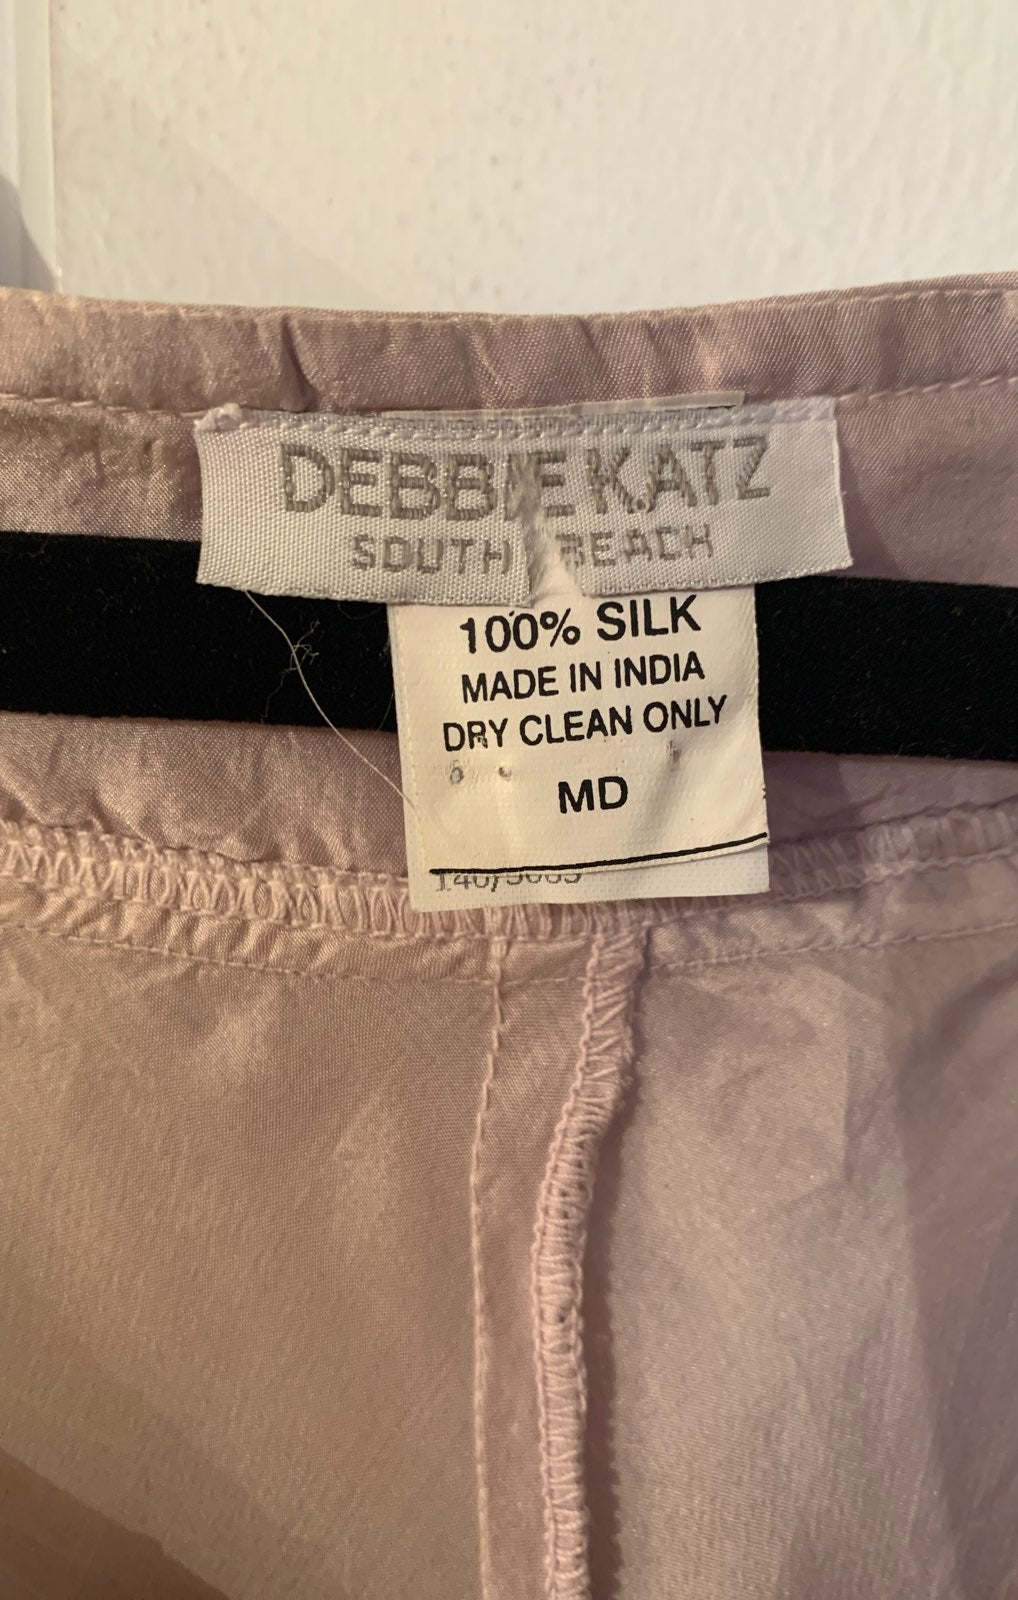 DEBBIE KATZ
SOUTH BEACH
100% SILK
MADE IN INDIA
DRY CLEAN ONLY
MD